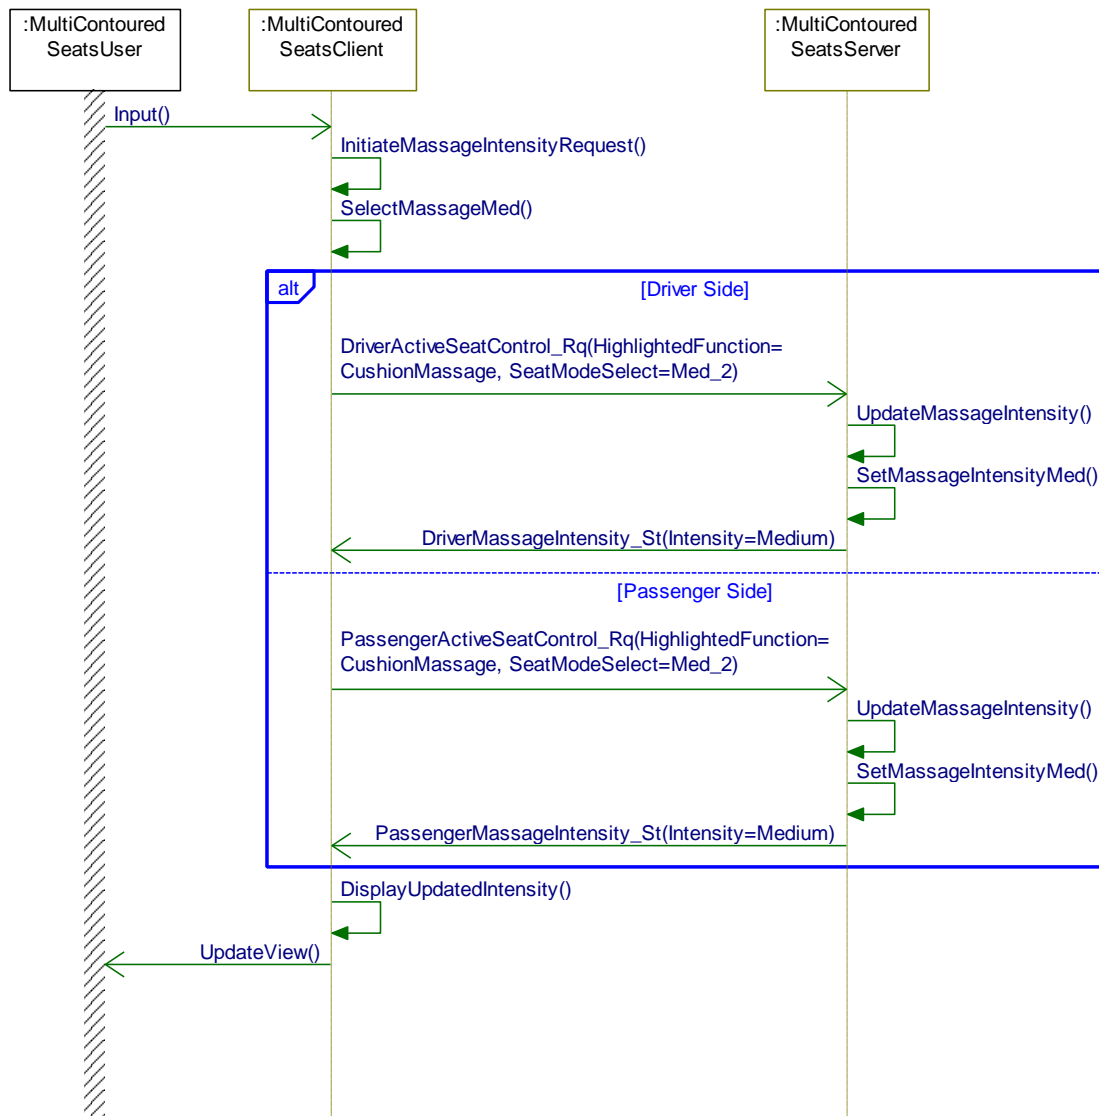 :MultiContoured
SeatsUser
:MultiContoured
SeatsClient
:MultiContoured
SeatsServer
Input()
InitiateMassageIntensityRequest()
SelectMassageMed()
alt
[Driver Side]
DriverActiveSeatControl_Rq(HighlightedFunction=
CushionMassage, SeatModeSelect=Med_2)
UpdateMassageIntensity()
SetMassageIntensityMed()
DriverMassageIntensity_St(Intensity=Medium)
[Passenger Side]
PassengerActiveSeatControl_Rq(HighlightedFunction=
CushionMassage, SeatModeSelect=Med_2)
UpdateMassageIntensity()
SetMassageIntensityMed()
PassengerMassageIntensity_St(Intensity=Medium)
DisplayUpdatedIntensity()
UpdateView()